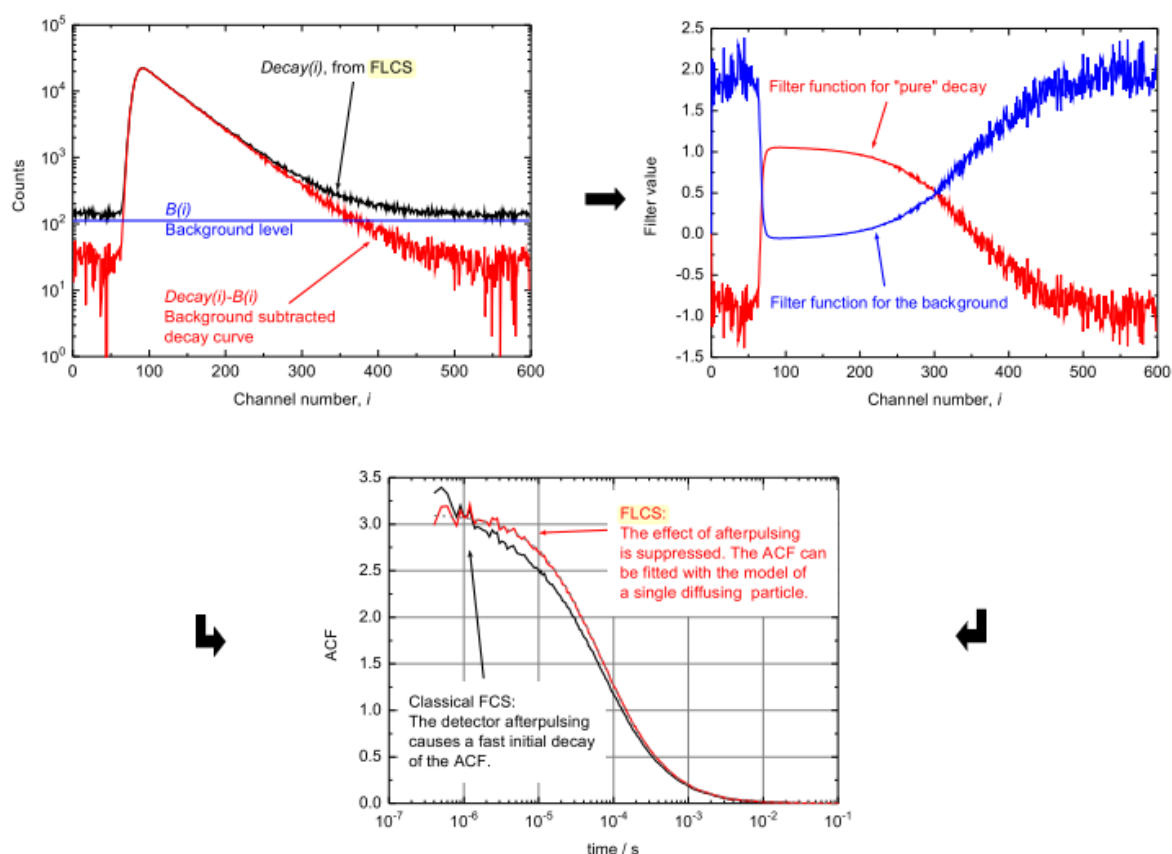 10^5
10^4
10^3
10^2
10^1
10^0
Counts
Decay(i), from FLCS
B(i)
Background level
Decay(i)-B(i)
Background subtracted
decay curve
0 100 200 300 400 500 600
Channel number, i
2.5
2.0
1.5
1.0
0.5
0.0
-0.5
-1.0
-1.5
Filter value
Filter function for "pure" decay
Filter function for the background
0 100 200 300 400 500 600
Channel number, i
3.5
3.0
2.5
2.0
1.5
1.0
0.5
0.0
ACF
FLCS:
The effect of afterpulsing
is suppressed. The ACF can
be fitted with the model of
a single diffusing particle.
Classical FCS:
The detector afterpulsing
causes a fast initial decay
of the ACF.
10^-7 10^-6 10^-5 10^-4 10^-3 10^-2 10^-1
time / s